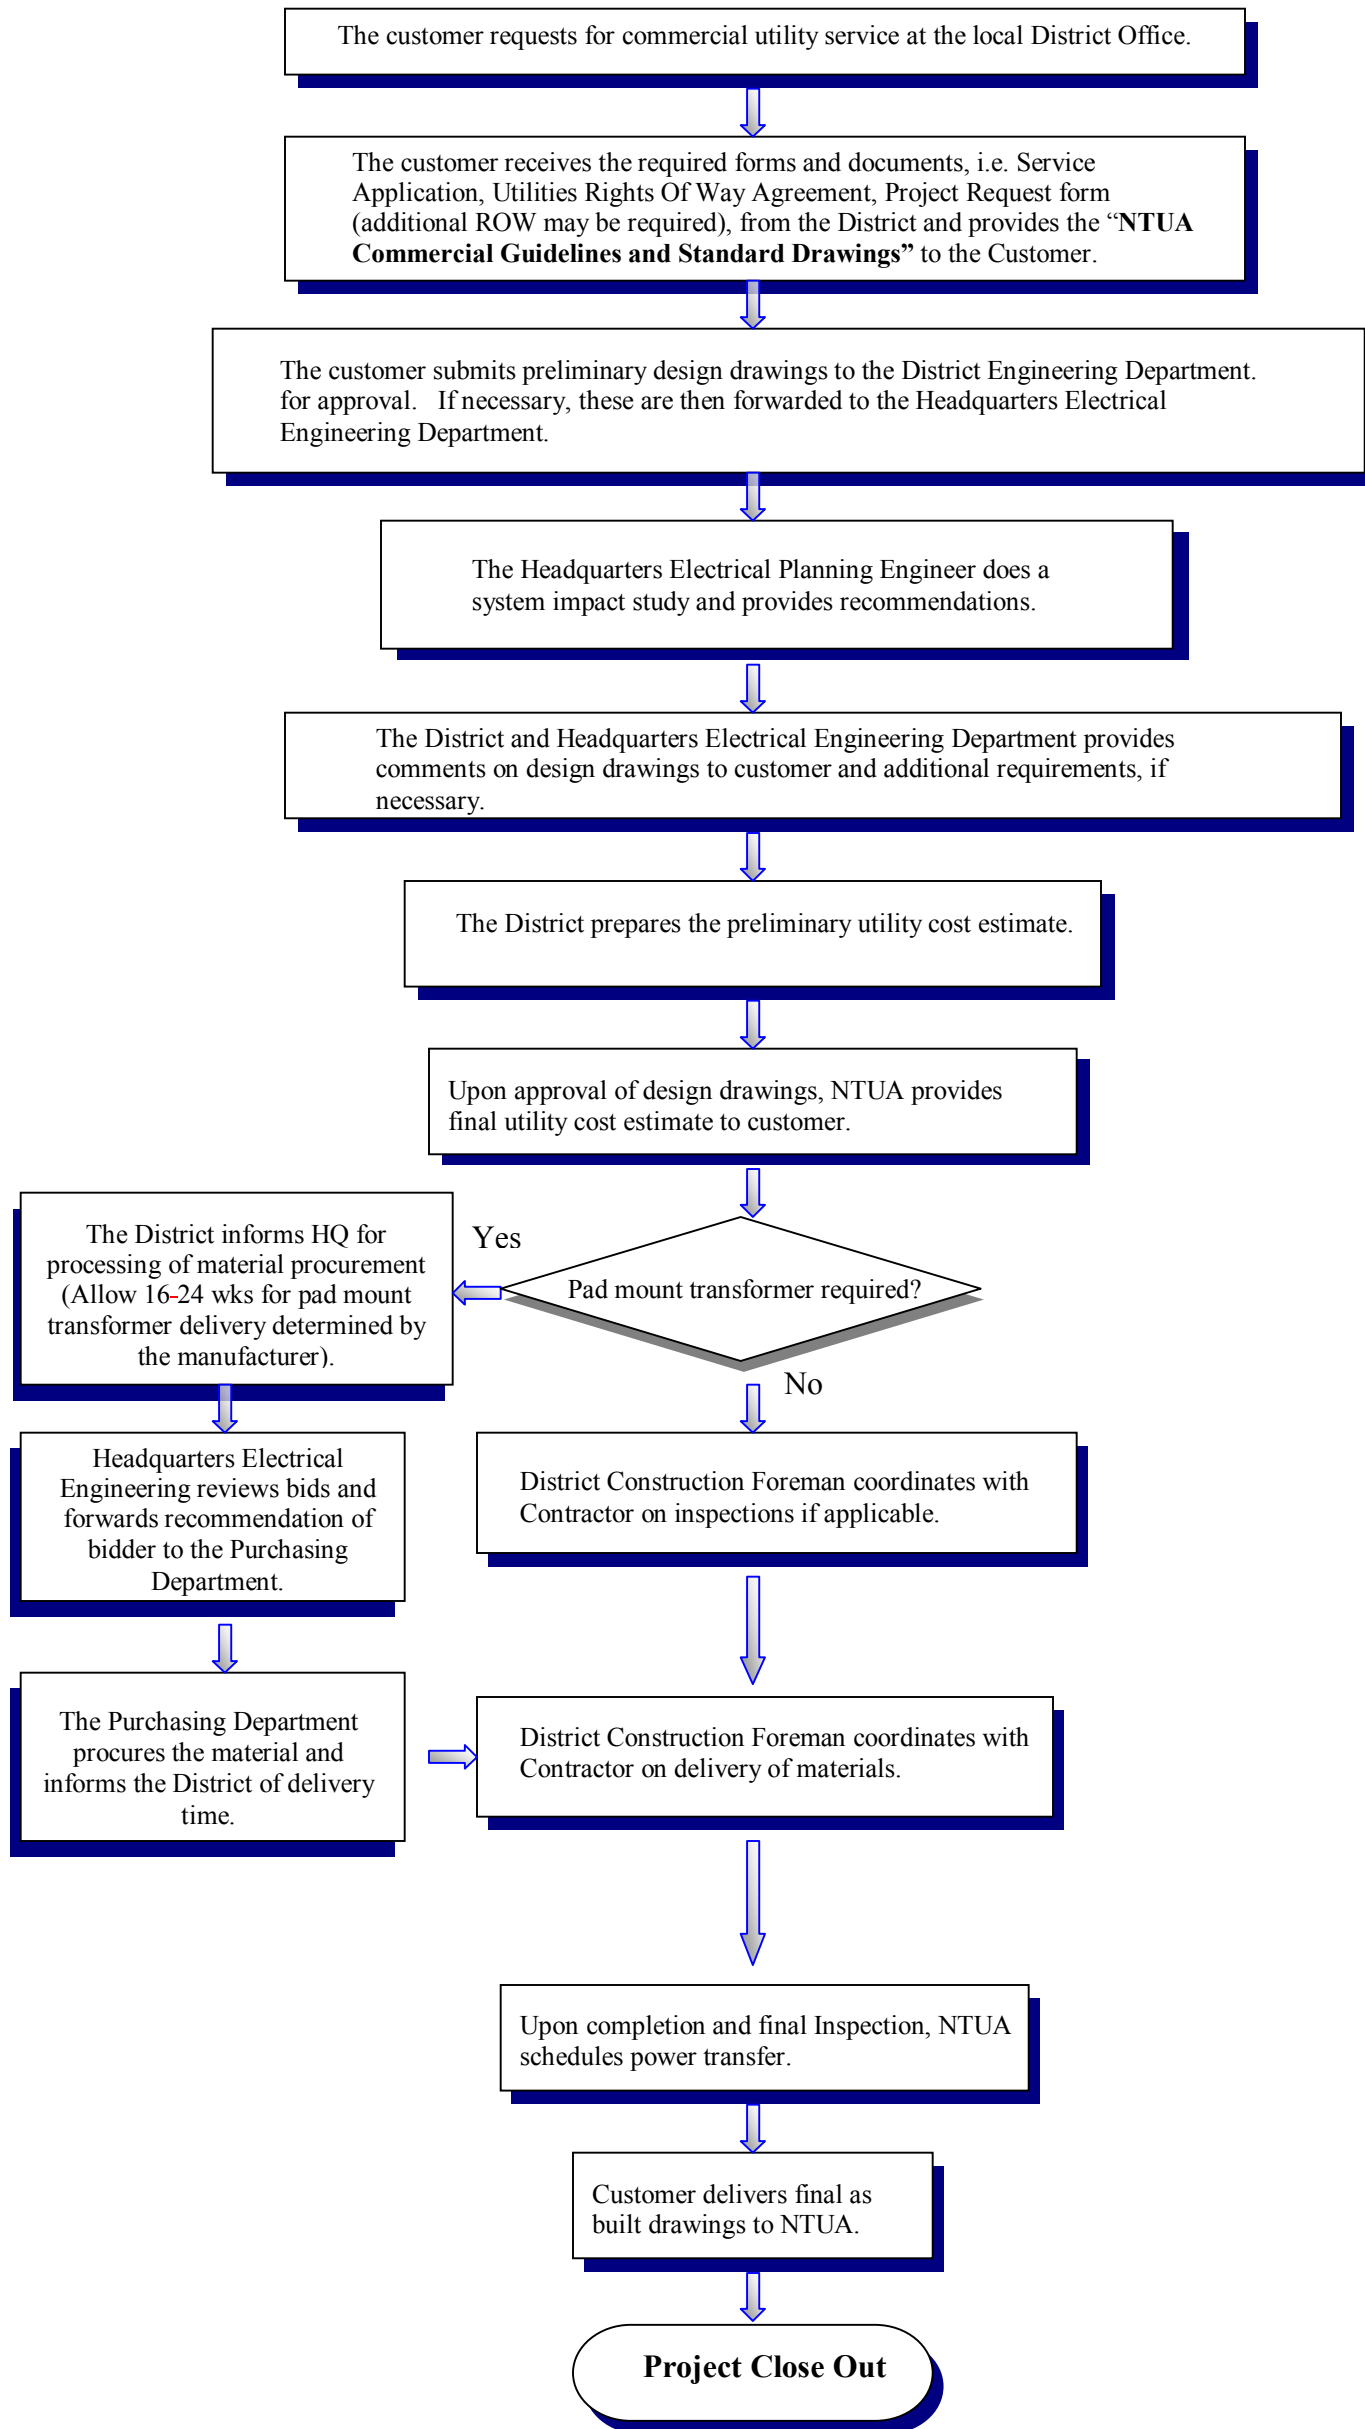 The customer requests for commercial utility service at the local District Office.
The customer receives the required forms and documents, i.e. Service
Application, Utilities Rights Of Way Agreement, Project Request form
(additional ROW may be required), from the District and provides the “NTUA
Commercial Guidelines and Standard Drawings” to the Customer.
The customer submits preliminary design drawings to the District Engineering Department.
for approval.   If necessary, these are then forwarded to the Headquarters Electrical
Engineering Department.
The Headquarters Electrical Planning Engineer does a
system impact study and provides recommendations.
The District and Headquarters Electrical Engineering Department provides
comments on design drawings to customer and additional requirements, if
necessary.
The District prepares the preliminary utility cost estimate.
Upon approval of design drawings, NTUA provides
final utility cost estimate to customer.
Pad mount transformer required?
Yes
The District informs HQ for
processing of material procurement
(Allow 16-24 wks for pad mount
transformer delivery determined by
the manufacturer).
Headquarters Electrical
Engineering reviews bids and
forwards recommendation of
bidder to the Purchasing
Department.
The Purchasing Department
procures the material and
informs the District of delivery
time.
No
District Construction Foreman coordinates with
Contractor on inspections if applicable.
District Construction Foreman coordinates with
Contractor on delivery of materials.
Upon completion and final Inspection, NTUA
schedules power transfer.
Customer delivers final as
built drawings to NTUA.
Project Close Out